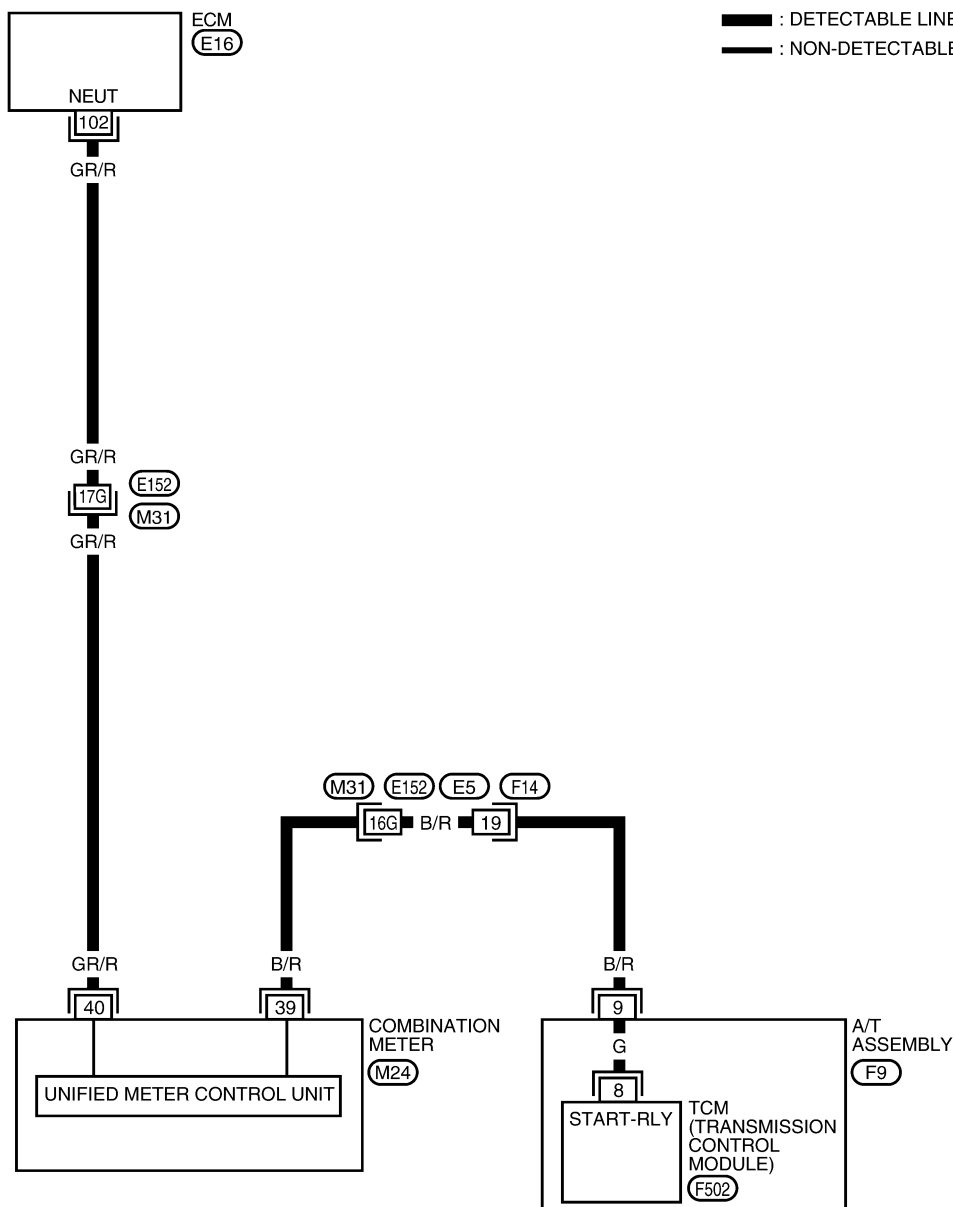 ECM
E16
: DETECTABLE LINE
: NON-DETECTABLE
NEUT
102
GR/R
GR/R
17G
E152
M31
GR/R
M31
E152
E5
F14
16G
B/R
19
GR/R
B/R
B/R
40
39
9
COMBINATION
METER
M24
UNIFIED METER CONTROL UNIT
A/T
ASSEMBLY
F9
G
8
START-RLY
TCM
(TRANSMISSION
CONTROL
MODULE)
F502